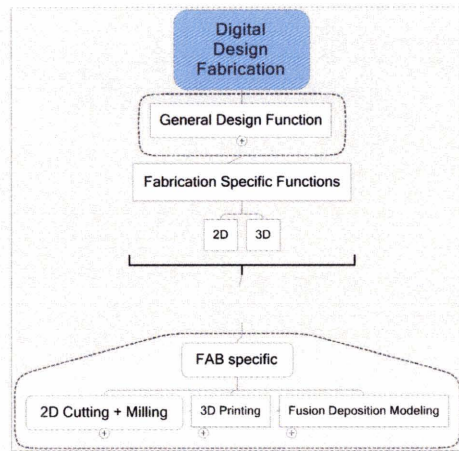 Digital
Design
Fabrication
General Design Function
Fabrication Specific Functions
2D 3D
FAB specific
2D Cutting + Milling 3D Printing Fusion Deposition Modeling